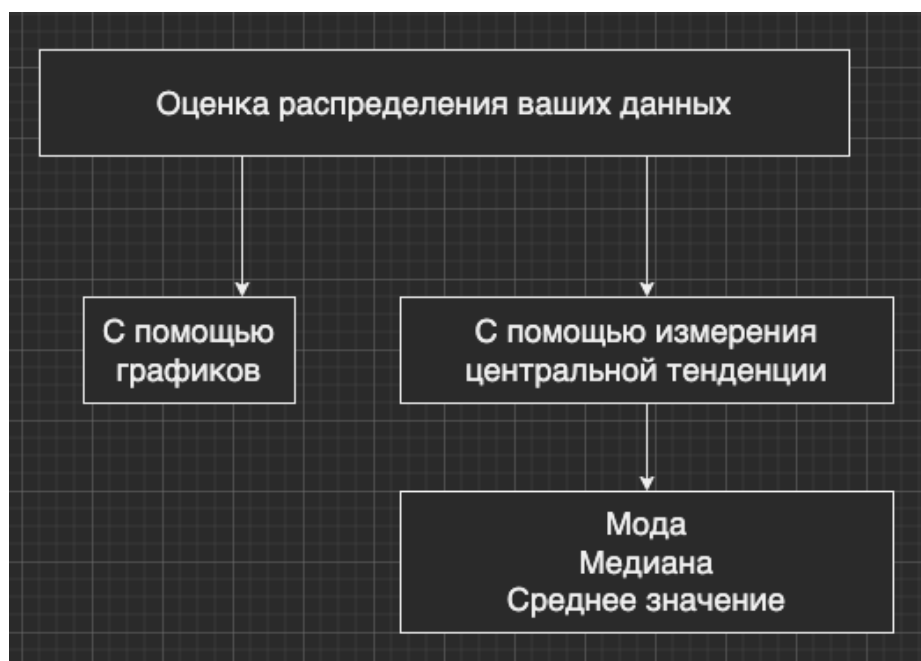 Оценка распределения ваших данных
С помощью
графиков
С помощью измерения
центральной тенденции
Мода
Медиана
Среднее значение